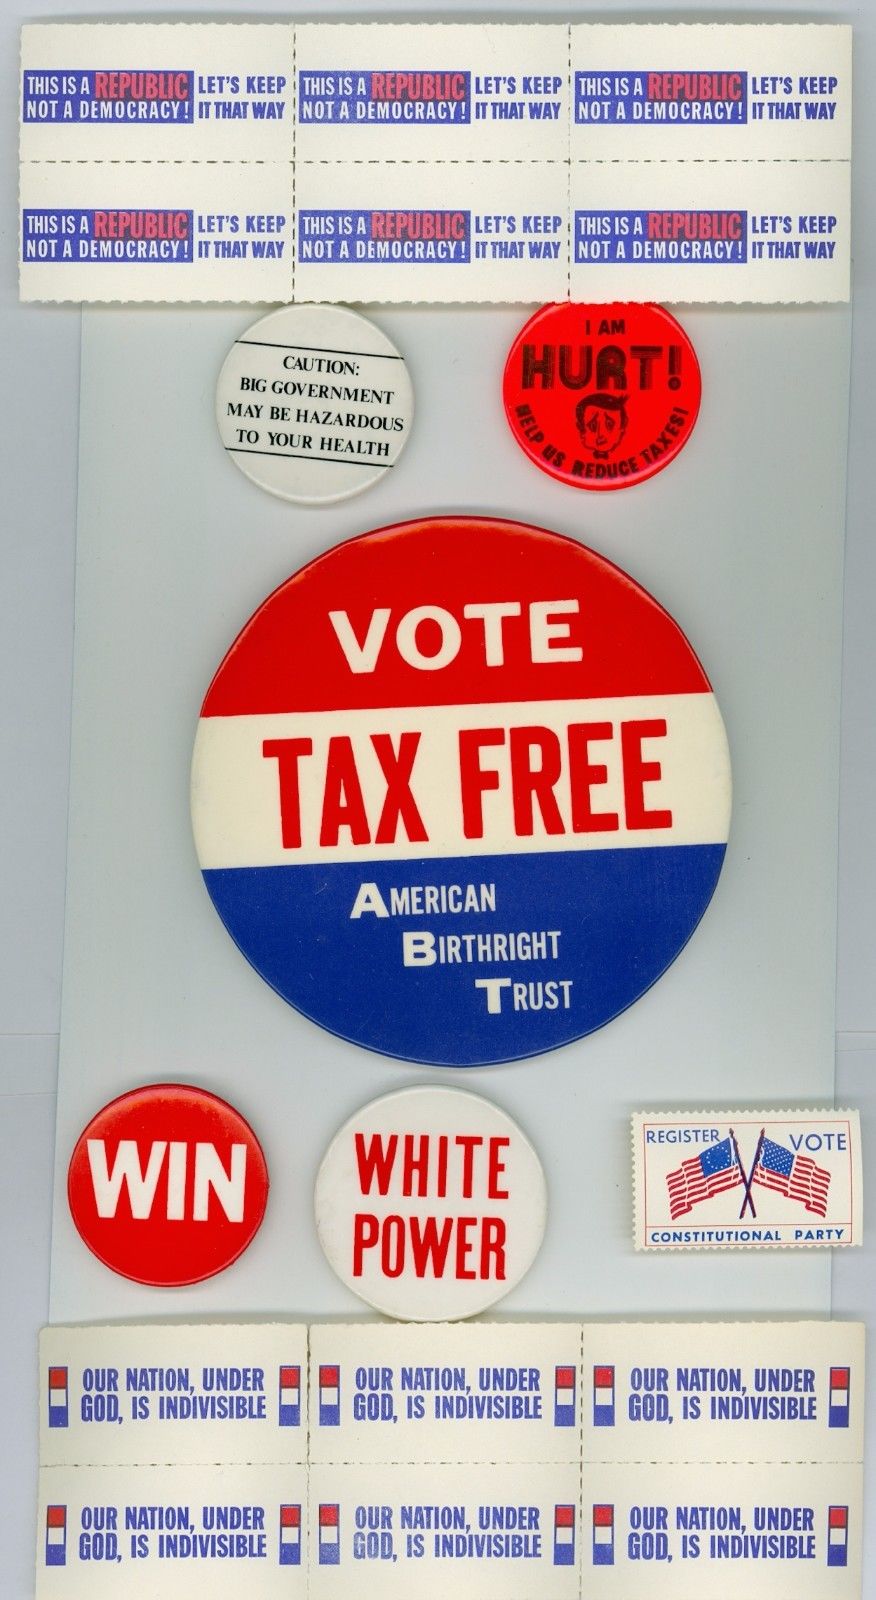 THIS IS A REPUBLIC LET'S KEEP
NOT A DEMOCRACY! IT THAT WAY
THIS IS A REPUBLIC LET'S KEEP
NOT A DEMOCRACY! IT THAT WAY
THIS IS A REPUBLIC LET'S KEEP
NOT A DEMOCRACY! IT THAT WAY
THIS IS A REPUBLIC LET'S KEEP
NOT A DEMOCRACY! IT THAT WAY
THIS IS A REPUBLIC LET'S KEEP
NOT A DEMOCRACY! IT THAT WAY
THIS IS A REPUBLIC LET'S KEEP
NOT A DEMOCRACY! IT THAT WAY
CAUTION:
BIG GOVERNMENT
MAY BE HAZARDOUS
TO YOUR HEALTH
I AM
HURT!
HELP US REDUCE TAXES!
VOTE
TAX FREE
AMERICAN
BIRTHRIGHT
TRUST
WIN
WHITE
POWER
REGISTER VOTE
CONSTITUTIONAL PARTY
OUR NATION, UNDER
GOD, IS INDIVISIBLE
OUR NATION, UNDER
GOD, IS INDIVISIBLE
OUR NATION, UNDER
GOD, IS INDIVISIBLE
OUR NATION, UNDER
GOD, IS INDIVISIBLE
OUR NATION, UNDER
GOD, IS INDIVISIBLE
OUR NATION, UNDER
GOD, IS INDIVISIBLE